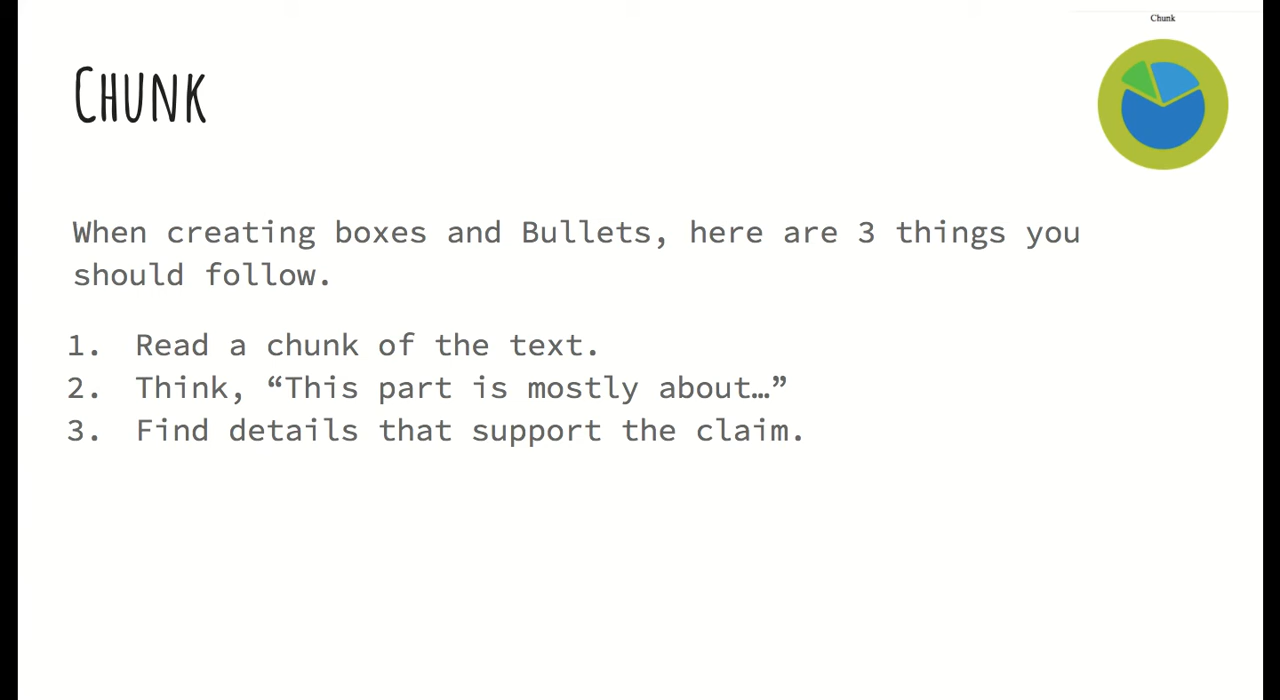 Chunk
CHUNK
When creating boxes and Bullets, here are 3 things you
should follow.
1. Read a chunk of the text.
2. Think, “This part is mostly about…”
3. Find details that support the claim.